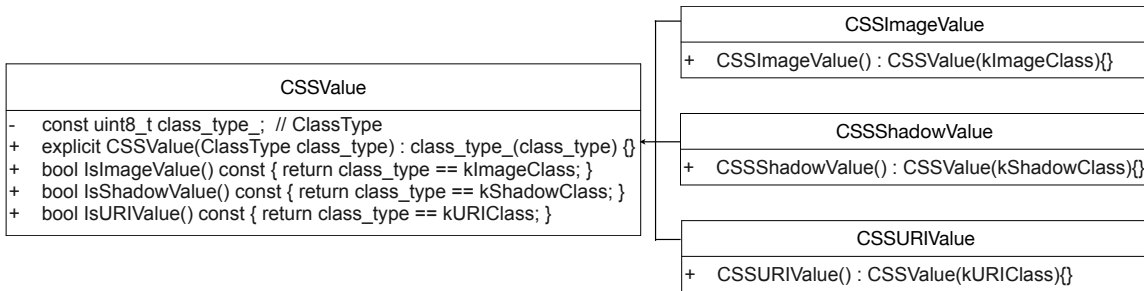 CSSValue
- const uint8_t class_type_; // ClassType
+ explicit CSSValue(ClassType class_type) : class_type_(class_type) {}
+ bool IsImageValue() const { return class_type == kImageClass; }
+ bool IsShadowValue() const { return class_type == kShadowClass; }
+ bool IsURIValue() const { return class_type == kURIClass; }
CSSImageValue
+ CSSImageValue() : CSSValue(kImageClass){}
CSSShadowValue
+ CSSShadowValue() : CSSValue(kShadowClass){}
CSSURIValue
+ CSSURIValue() : CSSValue(kURIClass){}